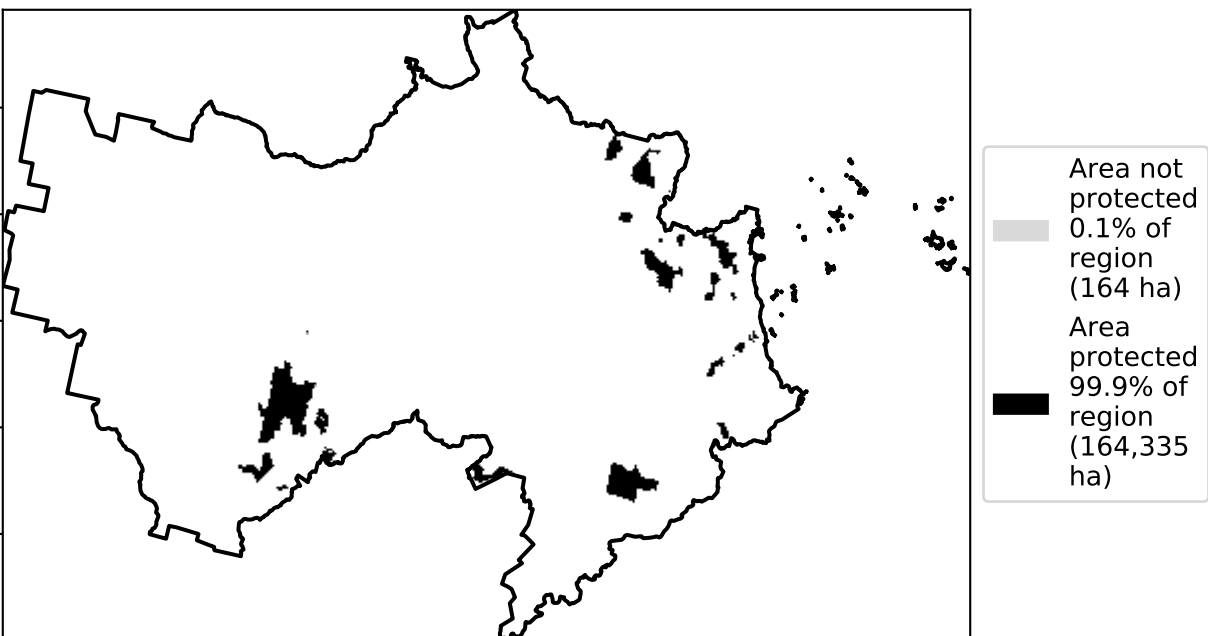 Area not
protected
0.1% of
region
(164 ha)
Area
protected
99.9% of
region
(164,335
ha)